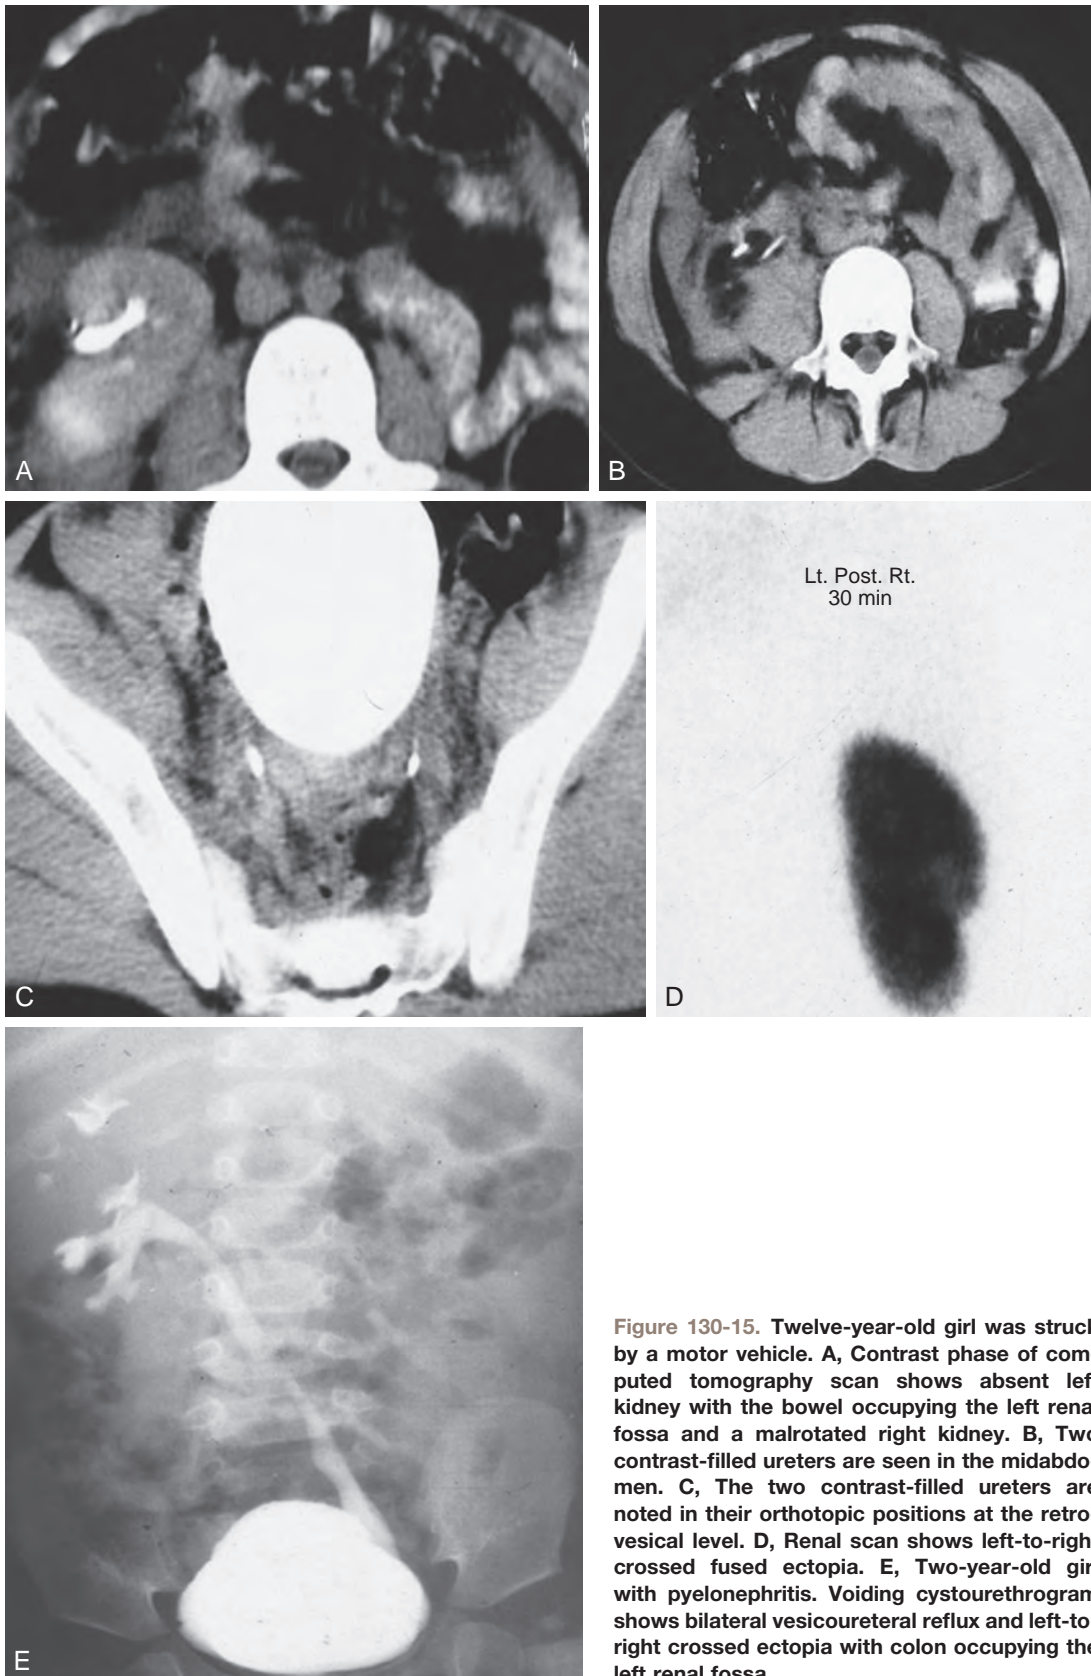 A
B
C
Lt. Post. Rt.
30 min
D
E
Figure 130-15. Twelve-year-old girl was struck
by a motor vehicle. A, Contrast phase of com
puted tomography scan shows absent lef
kidney with the bowel occupying the left rena
fossa and a malrotated right kidney. B, Two
contrast-filled ureters are seen in the midabdo
men. C, The two contrast-filled ureters are
noted in their orthotopic positions at the retro
vesical level. D, Renal scan shows left-to-righ
crossed fused ectopia. E, Two-year-old gir
with pyelonephritis. Voiding cystourethrogram
shows bilateral vesicoureteral reflux and left-to
right crossed ectopia with colon occupying the
left renal fossa